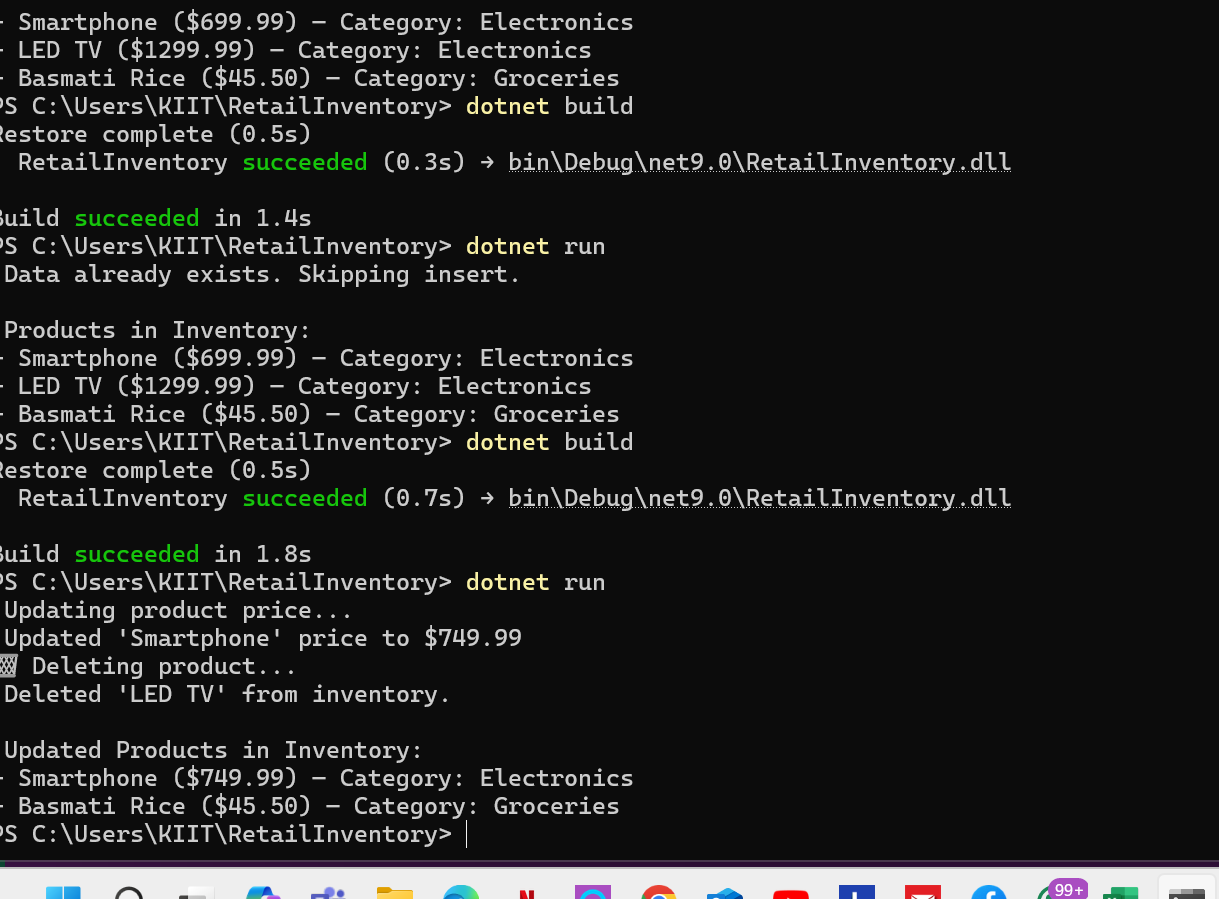 - Smartphone ($699.99) — Category: Electronics
- LED TV ($1299.99) — Category: Electronics
- Basmati Rice ($45.50) — Category: Groceries
PS C:\Users\KIIT\RetailInventory> dotnet build
Restore complete (0.5s)
RetailInventory succeeded (0.3s) → bin\Debug\net9.0\RetailInventory.dll
Build succeeded in 1.4s
PS C:\Users\KIIT\RetailInventory> dotnet run
Data already exists. Skipping insert.
Products in Inventory:
- Smartphone ($699.99) — Category: Electronics
- LED TV ($1299.99) — Category: Electronics
- Basmati Rice ($45.50) — Category: Groceries
PS C:\Users\KIIT\RetailInventory> dotnet build
Restore complete (0.5s)
RetailInventory succeeded (0.7s) → bin\Debug\net9.0\RetailInventory.dll
Build succeeded in 1.8s
PS C:\Users\KIIT\RetailInventory> dotnet run
Updating product price...
Updated 'Smartphone' price to $749.99
Deleting product...
Deleted 'LED TV' from inventory.
Updated Products in Inventory:
- Smartphone ($749.99) — Category: Electronics
- Basmati Rice ($45.50) — Category: Groceries
PS C:\Users\KIIT\RetailInventory>
99+